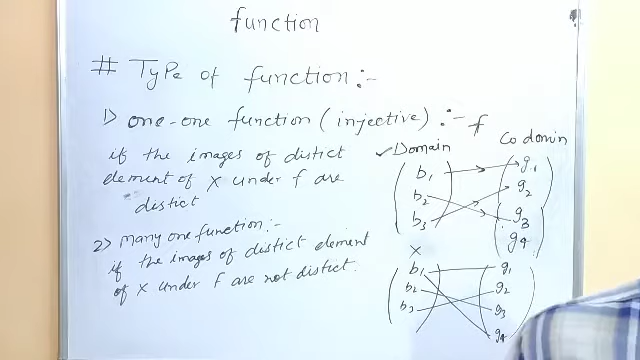 function
# Type of function :-
1) one-one function (injective) :- f
if the images of distict
element of X under f are
distict
Domain
Co domin
b1
b2
b3
g1
g2
g3
g4
X
2) Many one function :-
if the images of distict element
of X under f are not distict.
b1
b2
b3
g1
g2
g3
g4